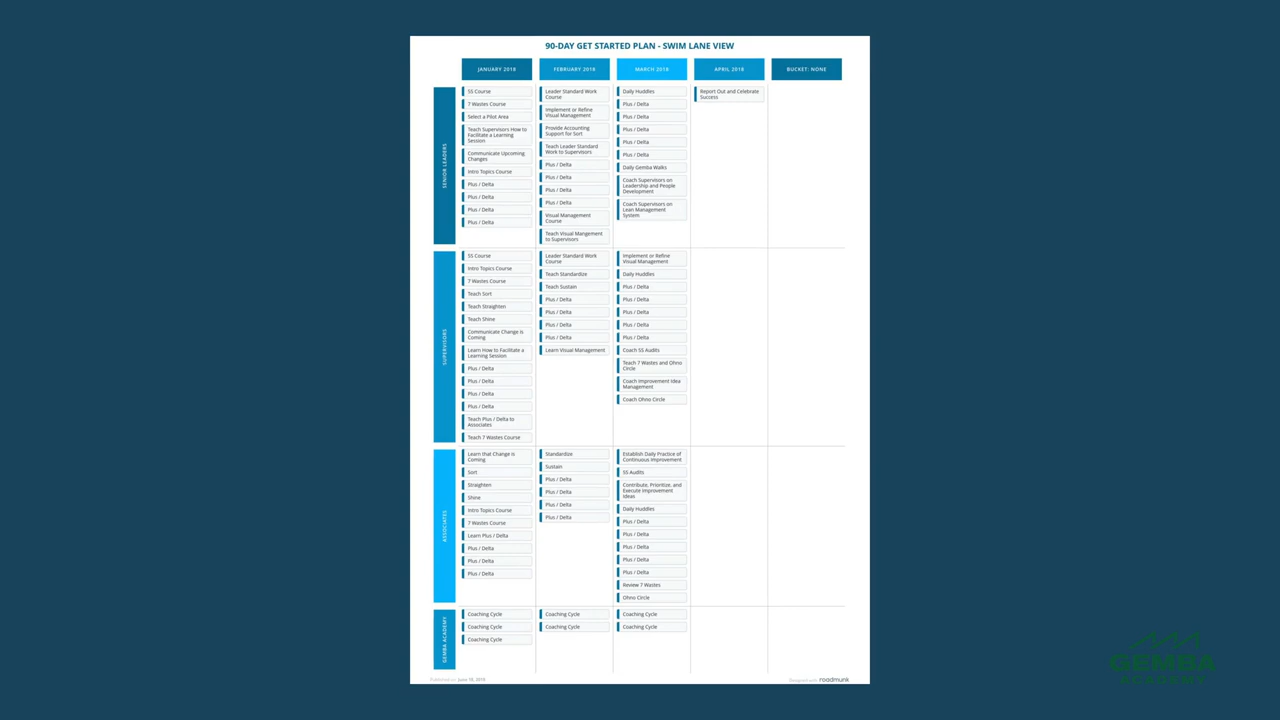 90-DAY GET STARTED PLAN - SWIM LANE VIEW
JANUARY 2018
FEBRUARY 2018
MARCH 2018
APRIL 2018
BUCKET: NONE
SENIOR LEADERS
5S Course
7 Wastes Course
Select a Pilot Area
Teach Supervisors How to
Facilitate a Learning
Session
Communicate Upcoming
Changes
Intro Topics Course
Plus / Delta
Plus / Delta
Plus / Delta
Plus / Delta
Leader Standard Work
Course
Implement or Refine
Visual Management
Provide Accounting
Support for Sort
Teach Leader Standard
Work to Supervisors
Plus / Delta
Plus / Delta
Plus / Delta
Plus / Delta
Visual Management
Course
Teach Visual Mangement
to Supervisors
Daily Huddles
Plus / Delta
Plus / Delta
Plus / Delta
Plus / Delta
Plus / Delta
Daily Gemba Walks
Coach Supervisors on
Leadership and People
Development
Coach Supervisors on
Lean Management
System
Report Out and Celebrate
Success
SUPERVISORS
5S Course
Intro Topics Course
7 Wastes Course
Teach Sort
Teach Straighten
Teach Shine
Communicate Change is
Coming
Learn How to Facilitate a
Learning Session
Plus / Delta
Plus / Delta
Plus / Delta
Plus / Delta
Teach Plus / Delta to
Associates
Teach 7 Wastes Course
Leader Standard Work
Course
Teach Standardize
Teach Sustain
Plus / Delta
Plus / Delta
Plus / Delta
Plus / Delta
Learn Visual Management
Implement or Refine
Visual Management
Daily Huddles
Plus / Delta
Plus / Delta
Plus / Delta
Plus / Delta
Plus / Delta
Coach 5S Audits
Teach 7 Wastes and Ohno
Circle
Coach Improvement Idea
Management
Coach Ohno Circle
ASSOCIATES
Learn that Change is
Coming
Sort
Straighten
Shine
Intro Topics Course
7 Wastes Course
Learn Plus / Delta
Plus / Delta
Plus / Delta
Plus / Delta
Standardize
Sustain
Plus / Delta
Plus / Delta
Plus / Delta
Plus / Delta
Establish Daily Practice of
Continuous Improvement
5S Audits
Contribute, Prioritize, and
Execute Improvement
Ideas
Daily Huddles
Plus / Delta
Plus / Delta
Plus / Delta
Plus / Delta
Plus / Delta
Review 7 Wastes
Ohno Circle
GEMBA ACADEMY
Coaching Cycle
Coaching Cycle
Coaching Cycle
Coaching Cycle
Coaching Cycle
Coaching Cycle
Coaching Cycle
Published on June 18, 2018
Designed with roadmunk
GEMBA
ACADEMY